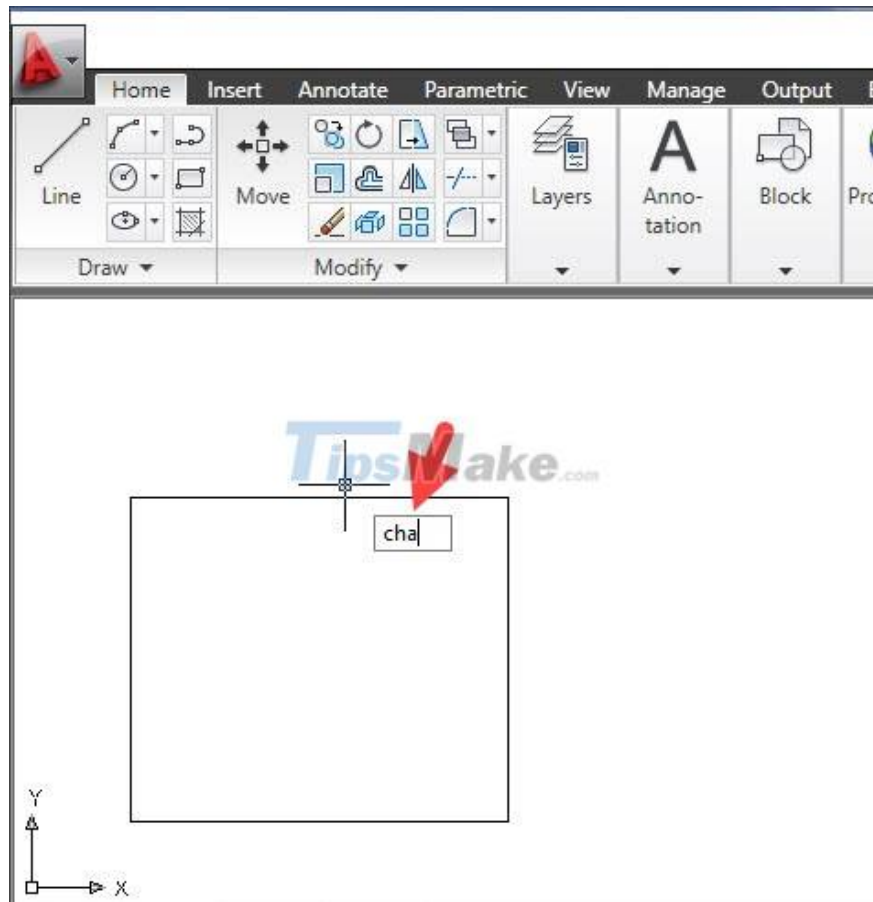 Home Insert Annotate Parametric View Manage Output
Line
Move
Layers
Anno-
tation
Block
Draw
Modify
TipsMake.com
cha
Y
X